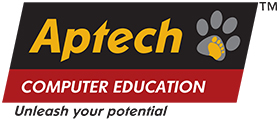 Aptech
TM
COMPUTER EDUCATION
Unleash your potential